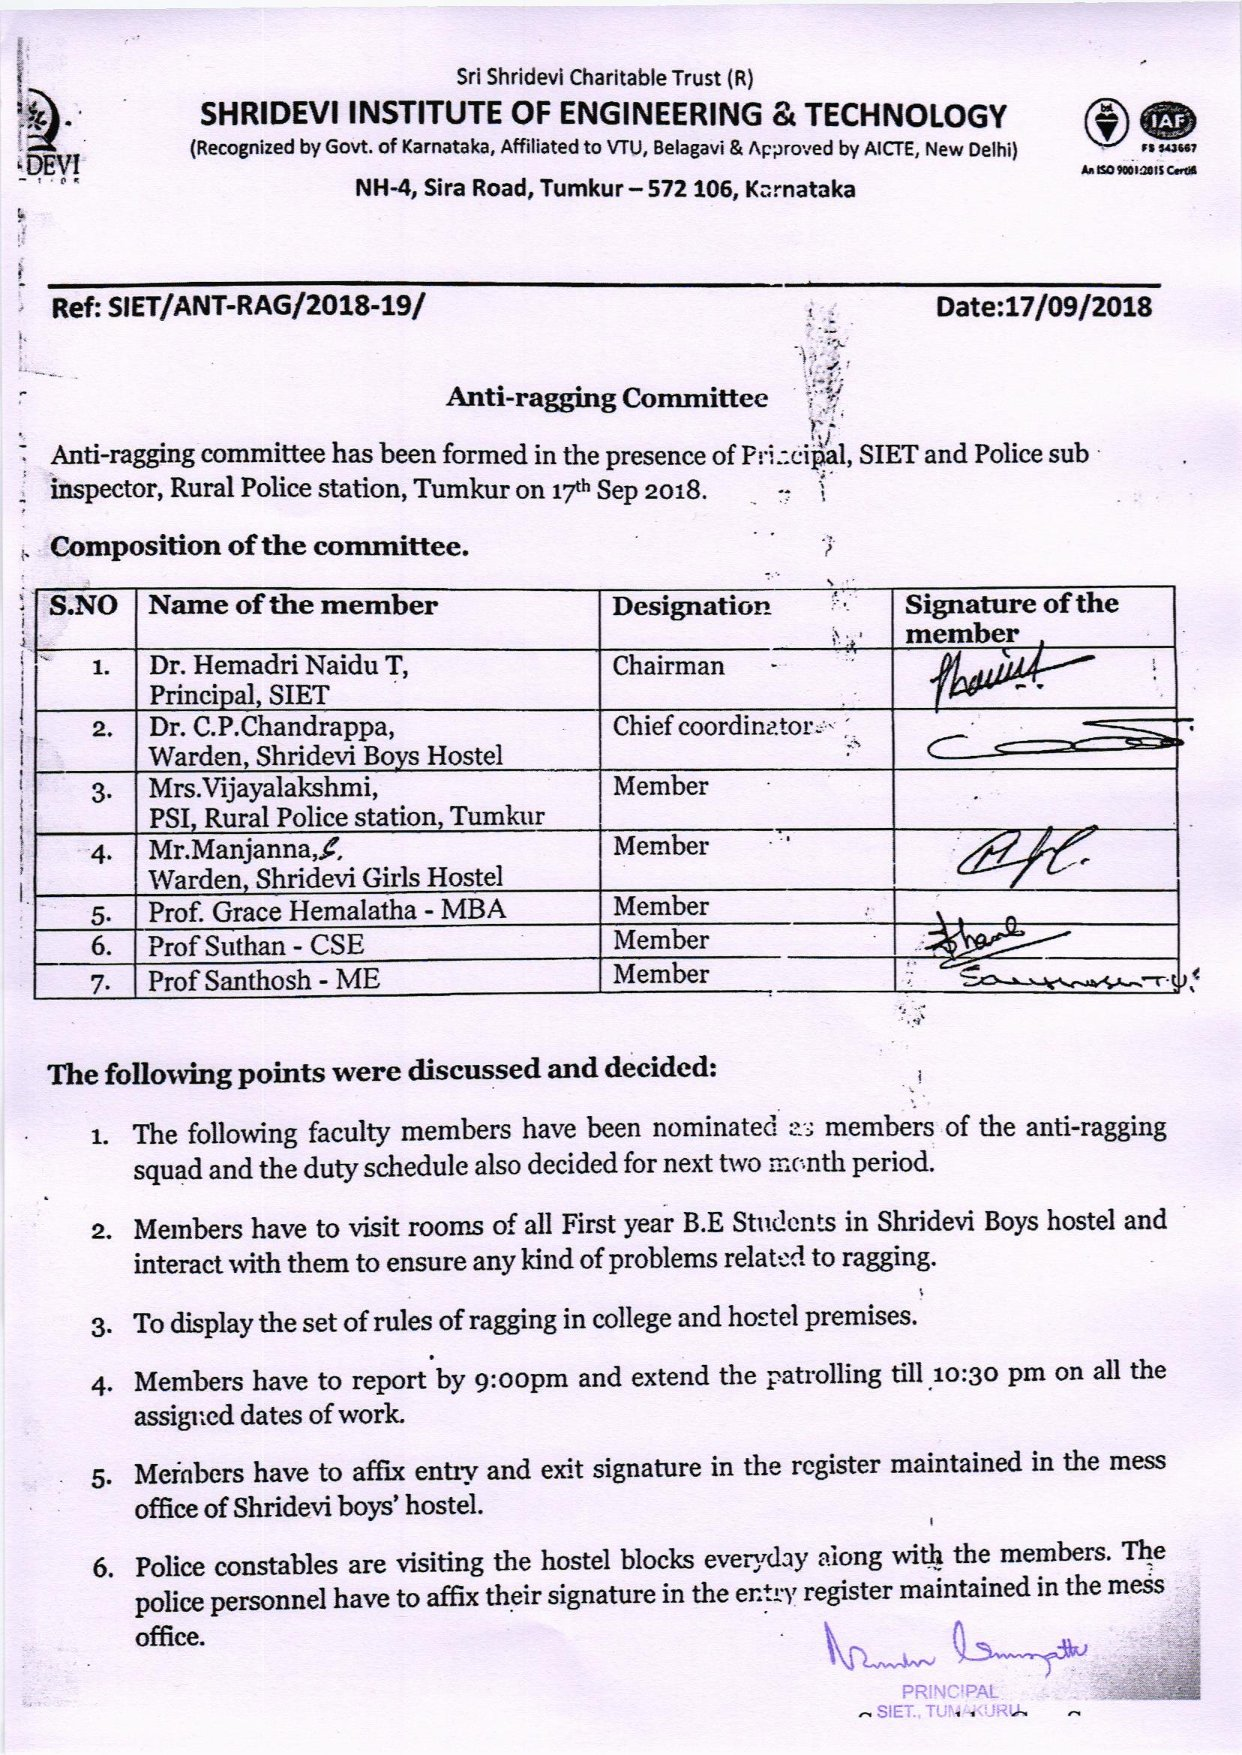 Sri Shridevi Charitable Trust (R)
SHRIDEVI INSTITUTE OF ENGINEERING & TECHNOLOGY
(Recognized by Govt. of Karnataka, Affiliated to VTU, Belagavi & Approved by AICTE, New Delhi)
NH-4, Sira Road, Tumkur – 572 106, Karnataka
DEVI
IAF
FS 543667
An ISO 9001:2015 Certifi
Ref: SIET/ANT-RAG/2018-19/ Date:17/09/2018
Anti-ragging Committee
Anti-ragging committee has been formed in the presence of Principal, SIET and Police sub
inspector, Rural Police station, Tumkur on 17th Sep 2018.
Composition of the committee.
S.NO Name of the member Designation Signature of the
member
1. Dr. Hemadri Naidu T, Chairman
Principal, SIET
2. Dr. C.P.Chandrappa, Chief coordinator
Warden, Shridevi Boys Hostel
3. Mrs.Vijayalakshmi, Member
PSI, Rural Police station, Tumkur
4. Mr.Manjanna, Member
Warden, Shridevi Girls Hostel
5. Prof. Grace Hemalatha - MBA Member
6. Prof Suthan - CSE Member
7. Prof Santhosh - ME Member
The following points were discussed and decided:
1. The following faculty members have been nominated as members of the anti-ragging
squad and the duty schedule also decided for next two month period.
2. Members have to visit rooms of all First year B.E Students in Shridevi Boys hostel and
interact with them to ensure any kind of problems related to ragging.
3. To display the set of rules of ragging in college and hostel premises.
4. Members have to report by 9:00pm and extend the patrolling till 10:30 pm on all the
assigned dates of work.
5. Members have to affix entry and exit signature in the register maintained in the mess
office of Shridevi boys' hostel.
6. Police constables are visiting the hostel blocks everyday along with the members. The
police personnel have to affix their signature in the entry register maintained in the mess
office.
PRINCIPAL
SIET., TUMAKURU.